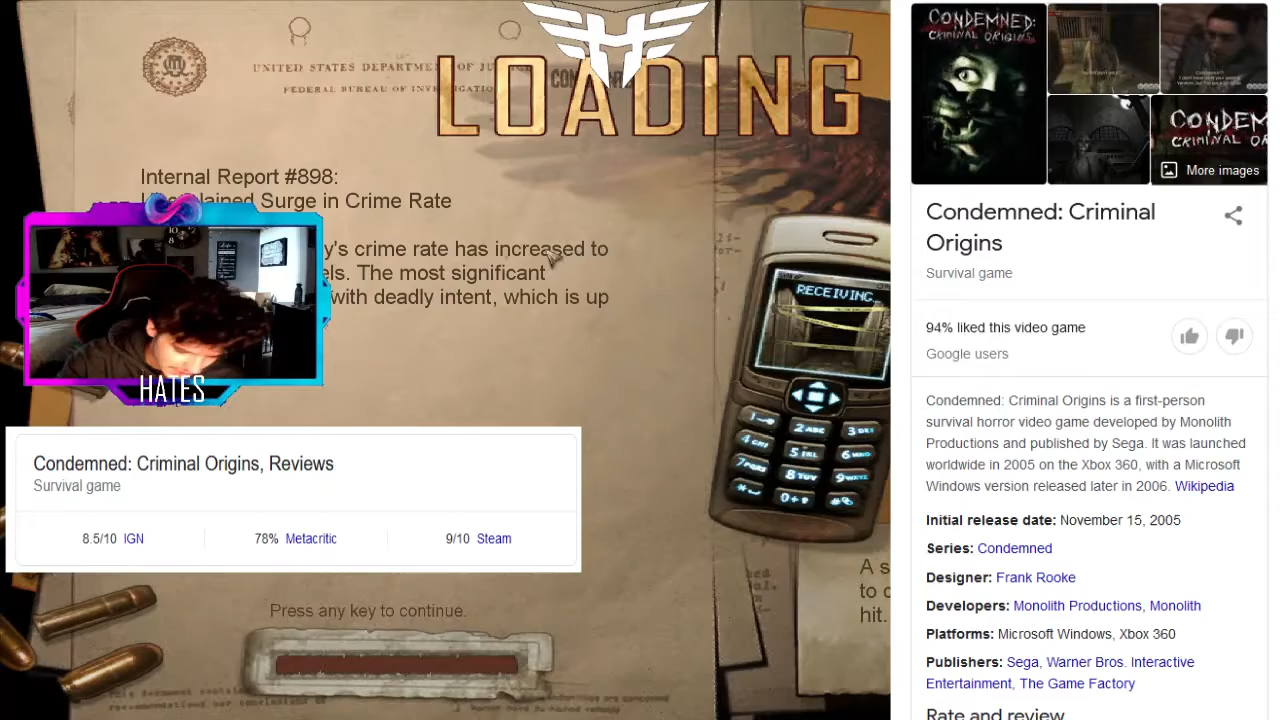 UNITED STATES DEPARTMENT OF JUSTICE
FEDERAL BUREAU OF INVESTIGATION
LOADING
Internal Report #898:
Surge in Crime Rate
y's crime rate has increased to
els. The most significant
with deadly intent, which is up
HATES
RECEIVING
Condemned: Criminal Origins, Reviews
Survival game
8.5/10 IGN
78% Metacritic
9/10 Steam
Press any key to continue.
A s
to c
hit.
CONDEMNED:
CRIMINAL ORIGINS
CONDEM
CRIMINAL OR
More images
Condemned: Criminal
Origins
Survival game
94% liked this video game
Google users
Condemned: Criminal Origins is a first-person
survival horror video game developed by Monolith
Productions and published by Sega. It was launched
worldwide in 2005 on the Xbox 360, with a Microsoft
Windows version released later in 2006. Wikipedia
Initial release date: November 15, 2005
Series: Condemned
Designer: Frank Rooke
Developers: Monolith Productions, Monolith
Platforms: Microsoft Windows, Xbox 360
Publishers: Sega, Warner Bros. Interactive
Entertainment, The Game Factory
Rate and review